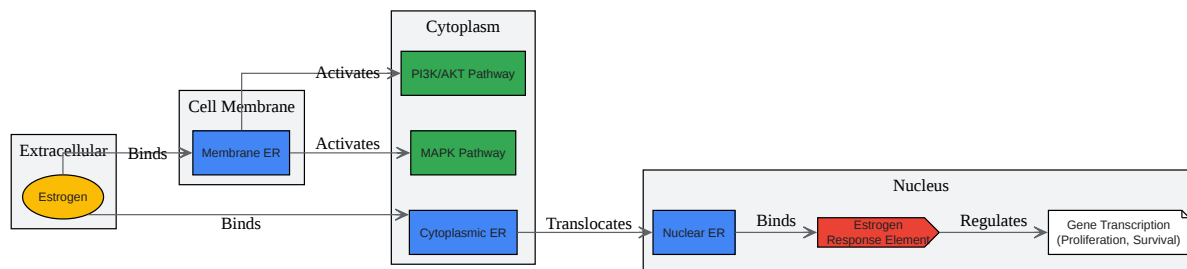 Cytoplasm
PI3K/AKT Pathway
Activates
Cell Membrane
Membrane ER
Activates
MAPK Pathway
Extracellular
Binds
Estrogen
Binds
Cytoplasmic ER
Translocates
Nucleus
Nuclear ER
Binds
Estrogen
Response Element
Regulates
Gene Transcription
(Proliferation, Survival)